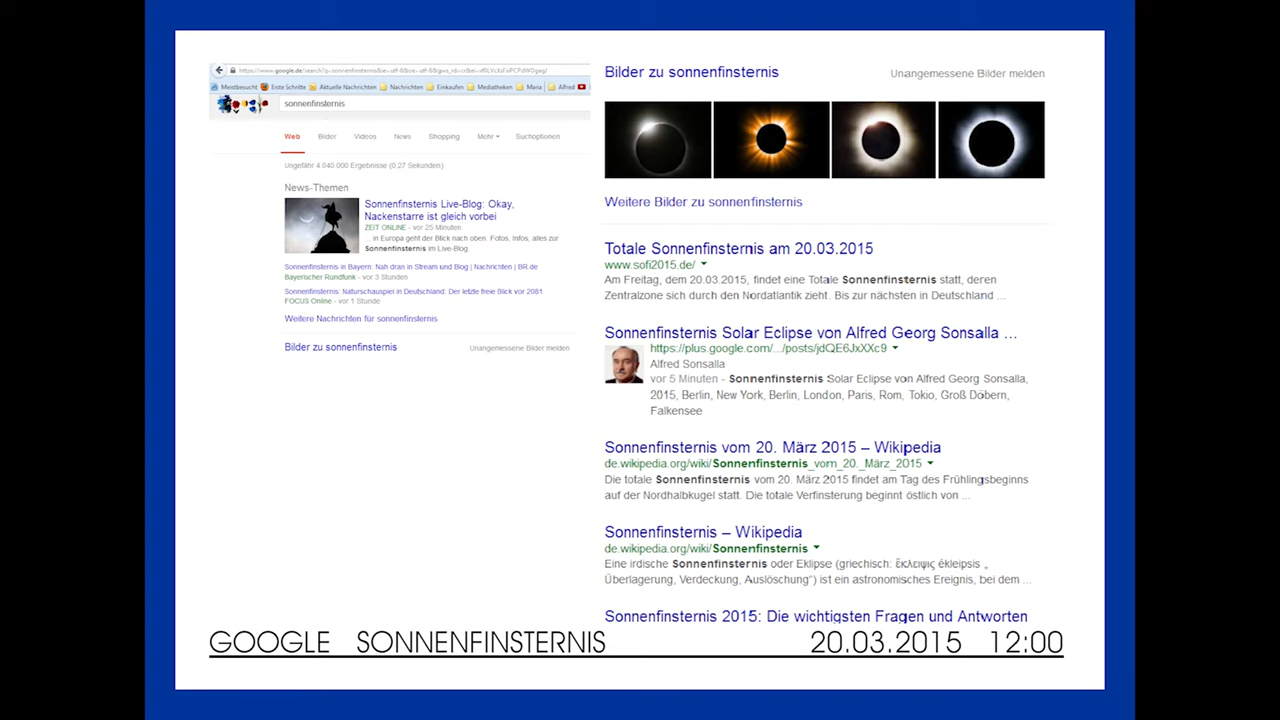 https://www.google.de/search?q=sonnenfinsternis&oe=utf-8&oe=utf-8&gws_rd=cr&ei=
Meistbesucht Erste Schritte Aktuelle Nachrichten Nachrichten Einkaufen Mediatheken Maria Alfred
sonnenfinsternis
Web Bilder Videos News Shopping Mehr Suchoptionen
Ungefähr 4.040.000 Ergebnisse (0,27 Sekunden)
News-Themen
Sonnenfinsternis Live-Blog: Okay,
Nackenstarre ist gleich vorbei
ZEIT ONLINE - vor 25 Minuten
... in Europa geht der Blick nach oben. Fotos, Infos, alles zur
Sonnenfinsternis im Live-Blog.
Sonnenfinsternis in Bayern: Nah dran in Stream und Blog | Nachrichten | BR.de
Bayerischer Rundfunk - vor 3 Stunden
Sonnenfinsternis: Naturschauspiel in Deutschland: Der letzte freie Blick vor 2081
FOCUS Online - vor 1 Stunde
Weitere Nachrichten für sonnenfinsternis
Bilder zu sonnenfinsternis Unangemessene Bilder melden
Bilder zu sonnenfinsternis Unangemessene Bilder melden
Weitere Bilder zu sonnenfinsternis
Totale Sonnenfinsternis am 20.03.2015
www.sofi2015.de/
Am Freitag, dem 20.03.2015, findet eine Totale Sonnenfinsternis statt, deren
Zentralzone sich durch den Nordatlantik zieht. Bis zur nächsten in Deutschland ...
Sonnenfinsternis Solar Eclipse von Alfred Georg Sonsalla ...
https://plus.google.com/.../posts/jdQE6JxXXc9
Alfred Sonsalla
vor 5 Minuten - Sonnenfinsternis Solar Eclipse von Alfred Georg Sonsalla,
2015, Berlin, New York, Berlin, London, Paris, Rom, Tokio, Groß Döbern,
Falkensee
Sonnenfinsternis vom 20. März 2015 – Wikipedia
de.wikipedia.org/wiki/Sonnenfinsternis_vom_20._März_2015
Die totale Sonnenfinsternis vom 20. März 2015 findet am Tag des Frühlingsbeginns
auf der Nordhalbkugel statt. Die totale Verfinsterung beginnt östlich von ...
Sonnenfinsternis – Wikipedia
de.wikipedia.org/wiki/Sonnenfinsternis
Eine irdische Sonnenfinsternis oder Eklipse (griechisch: ἔκλειψις ékleipsis „
Überlagerung, Verdeckung, Auslöschung“) ist ein astronomisches Ereignis, bei dem ...
Sonnenfinsternis 2015: Die wichtigsten Fragen und Antworten
GOOGLE SONNENFINSTERNIS 20.03.2015 12:00